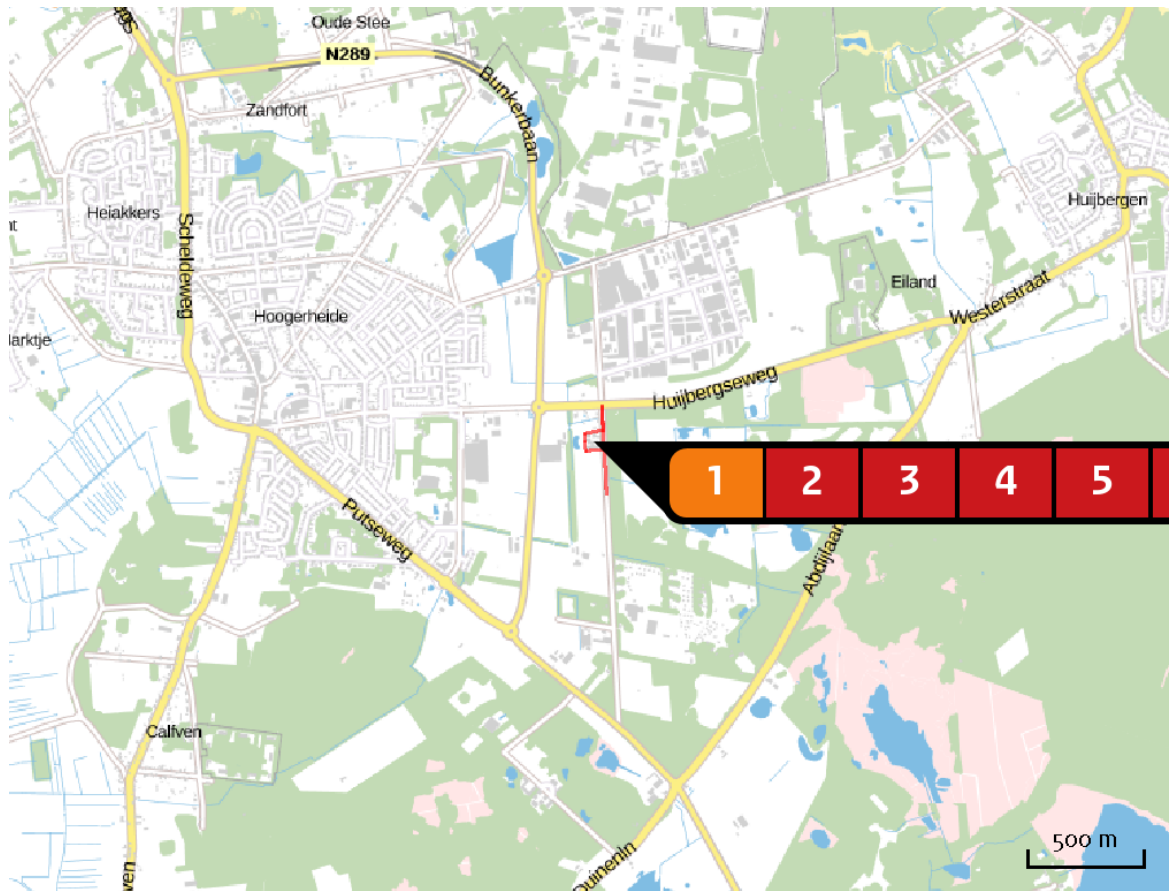 Oude Stee
N289
Bunkerbaan
Zandfort
Heiakkers
Scheldeweg
Huijbergen
Eiland
Westerstraat
Hoogerheide
Huijbergseweg
1 2 3 4 5
Putseweg
Abdijlaan
Calfven
Duinenln
500 m